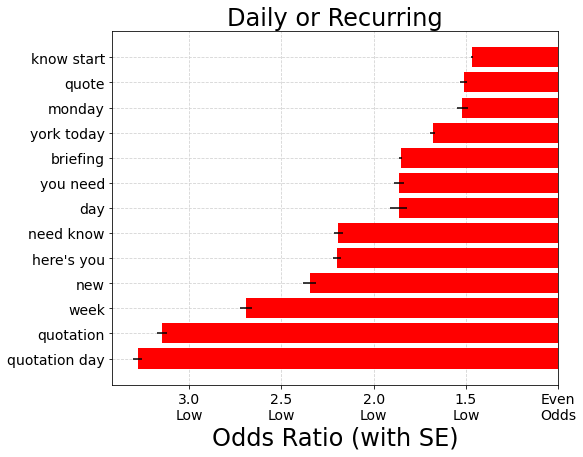 Daily or Recurring
know start
quote
monday
york today
briefing
you need
day
need know
here's you
new
week
quotation
quotation day
3.0 2.5 2.0 1.5 Even
Low Low Low Low Odds
Odds Ratio (with SE)